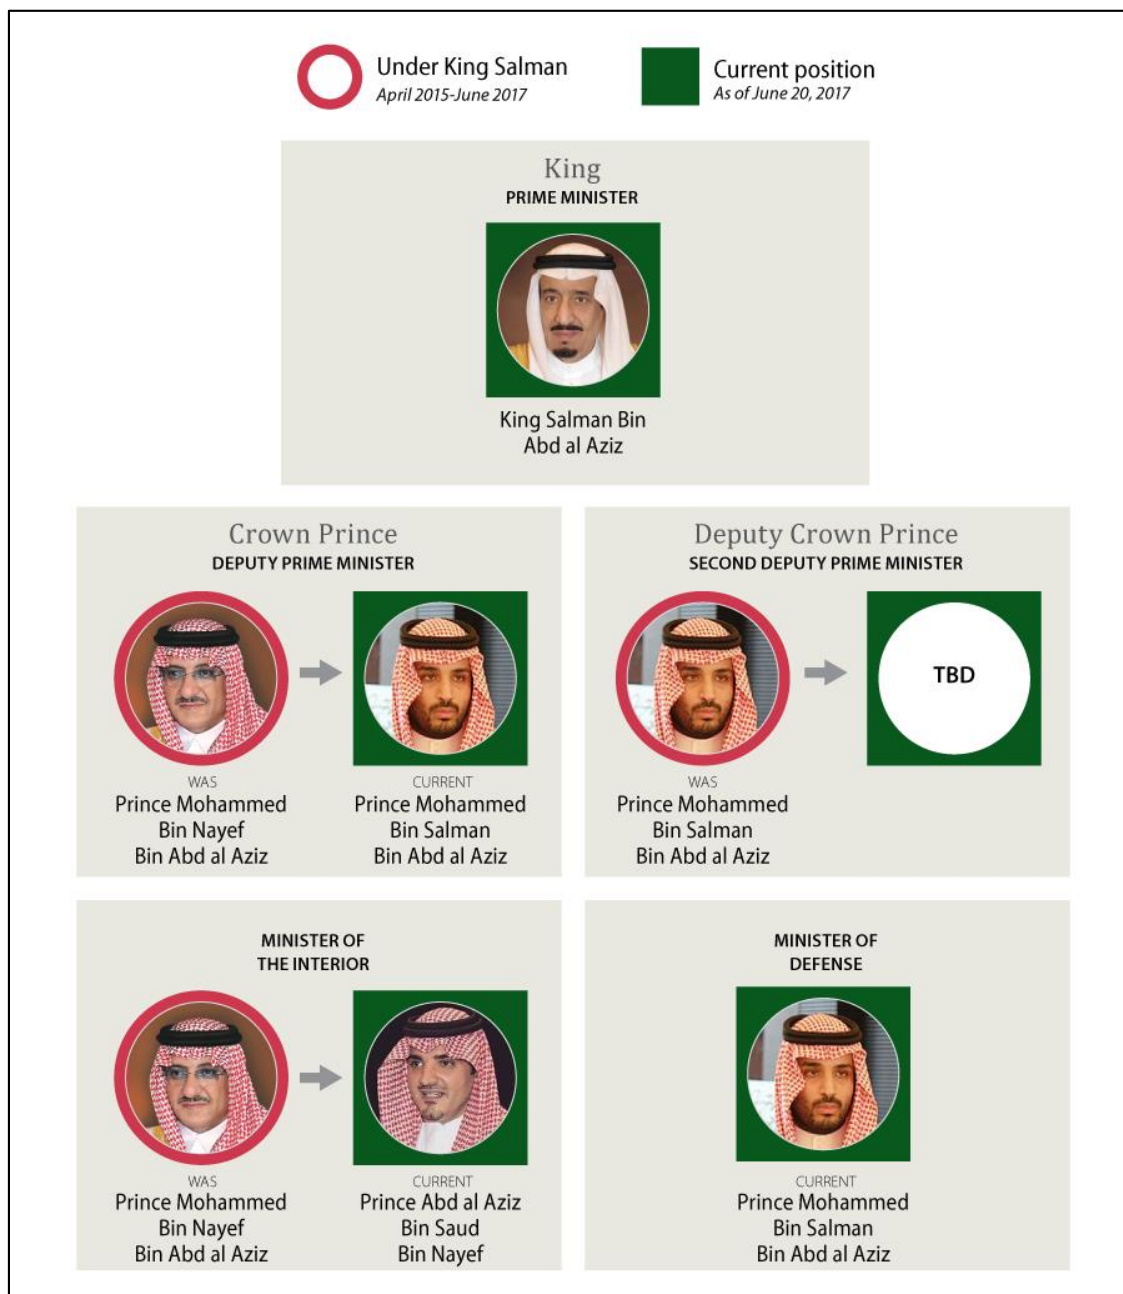 Under King Salman
April 2015-June 2017
Current position
As of June 20, 2017
King
PRIME MINISTER
King Salman Bin
Abd al Aziz
Crown Prince
DEPUTY PRIME MINISTER
WAS
Prince Mohammed
Bin Nayef
Bin Abd al Aziz
CURRENT
Prince Mohammed
Bin Salman
Bin Abd al Aziz
Deputy Crown Prince
SECOND DEPUTY PRIME MINISTER
WAS
Prince Mohammed
Bin Salman
Bin Abd al Aziz
TBD
MINISTER OF
THE INTERIOR
WAS
Prince Mohammed
Bin Nayef
Bin Abd al Aziz
CURRENT
Prince Abd al Aziz
Bin Saud
Bin Nayef
MINISTER OF
DEFENSE
CURRENT
Prince Mohammed
Bin Salman
Bin Abd al Aziz